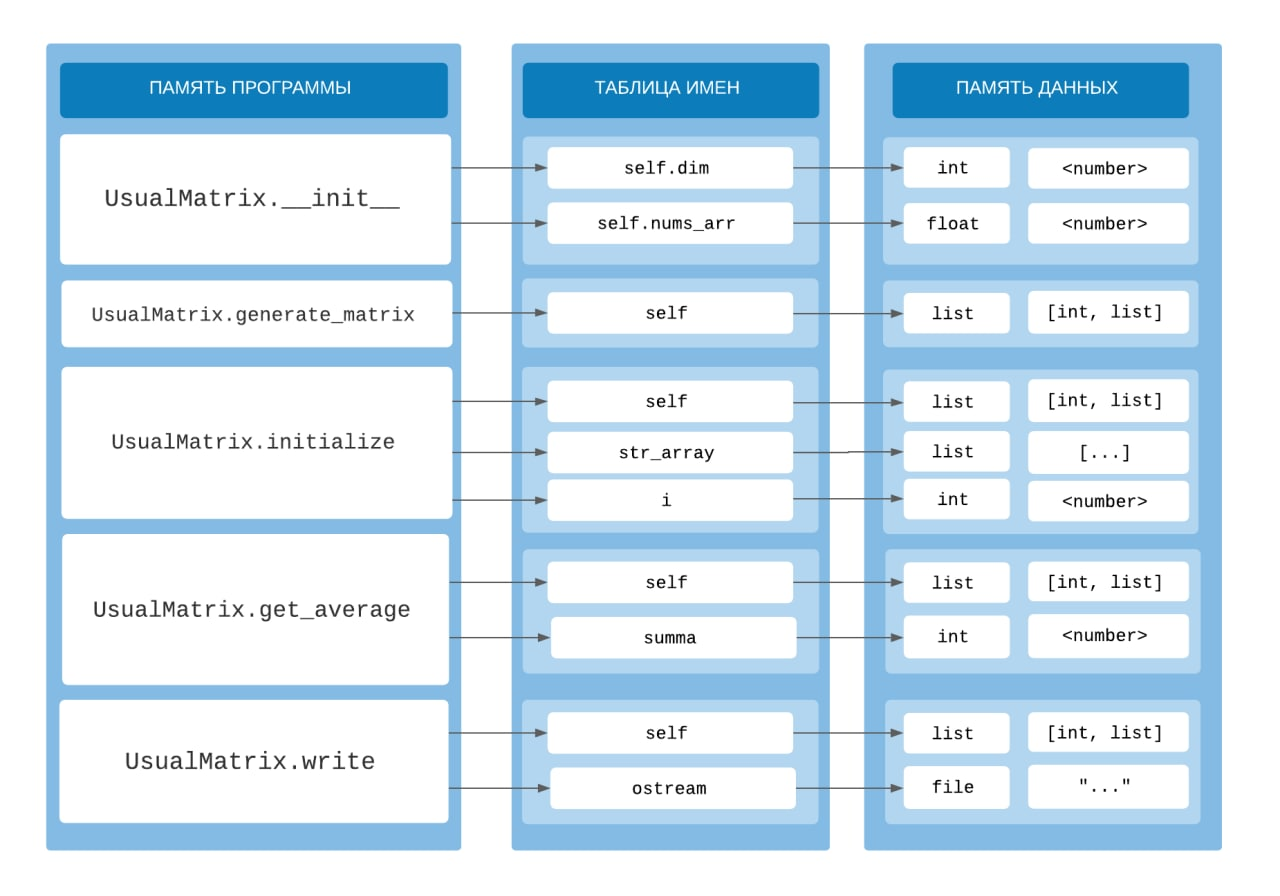 ПАМЯТЬ ПРОГРАММЫ
ТАБЛИЦА ИМЕН
ПАМЯТЬ ДАННЫХ
UsualMatrix.__init__
self.dim
int
<number>
self.nums_arr
float
<number>
UsualMatrix.generate_matrix
self
list
[int, list]
UsualMatrix.initialize
self
list
[int, list]
str_array
list
[...]
i
int
<number>
UsualMatrix.get_average
self
list
[int, list]
summa
int
<number>
UsualMatrix.write
self
list
[int, list]
ostream
file
"..."